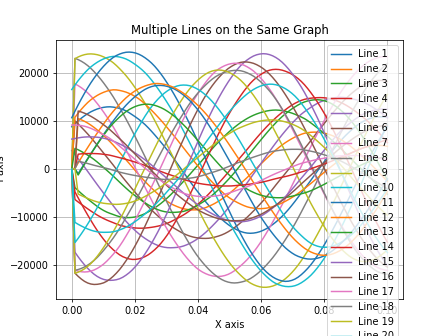 Multiple Lines on the Same Graph
20000
10000
0
−10000
−20000
axis
0.00
0.02
0.04
0.06
0.08
X axis
Line 1
Line 2
Line 3
Line 4
Line 5
Line 6
Line 7
Line 8
Line 9
Line 10
Line 11
Line 12
Line 13
Line 14
Line 15
Line 16
Line 17
Line 18
Line 19
Line 20